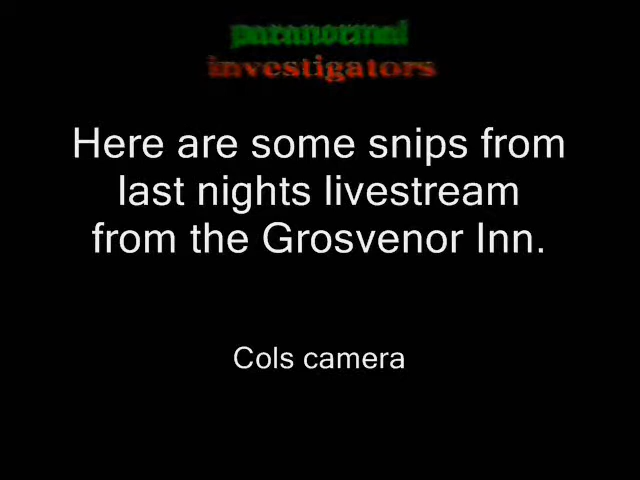 paranormal
investigators
Here are some snips from
last nights livestream
from the Grosvenor Inn.
Cols camera